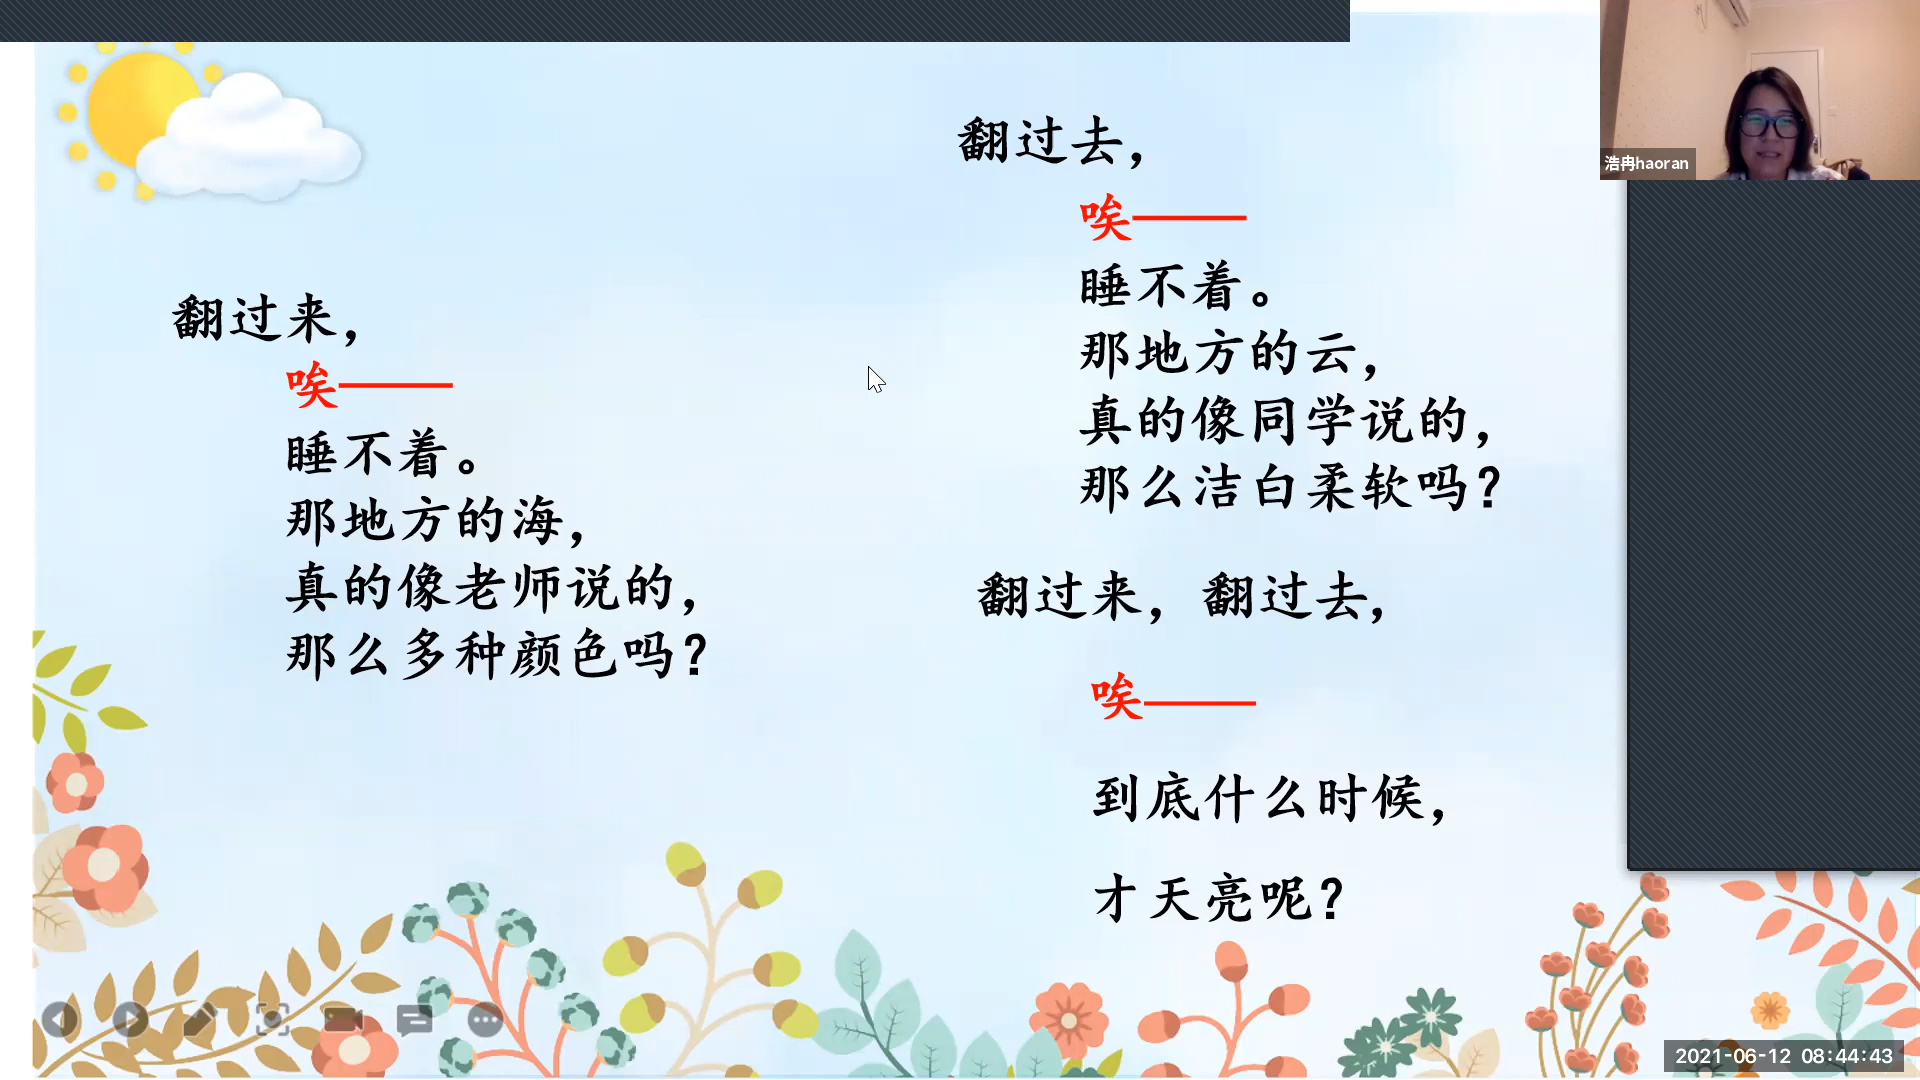 翻过来，
唉——
睡不着。
那地方的海，
真的像老师说的，
那么多种颜色吗？
翻过去，
唉——
睡不着。
那地方的云，
真的像同学说的，
那么洁白柔软吗？
翻过来，翻过去，
唉——
到底什么时候，
才天亮呢？
浩冉haoran
2021-06-12 08:44:43